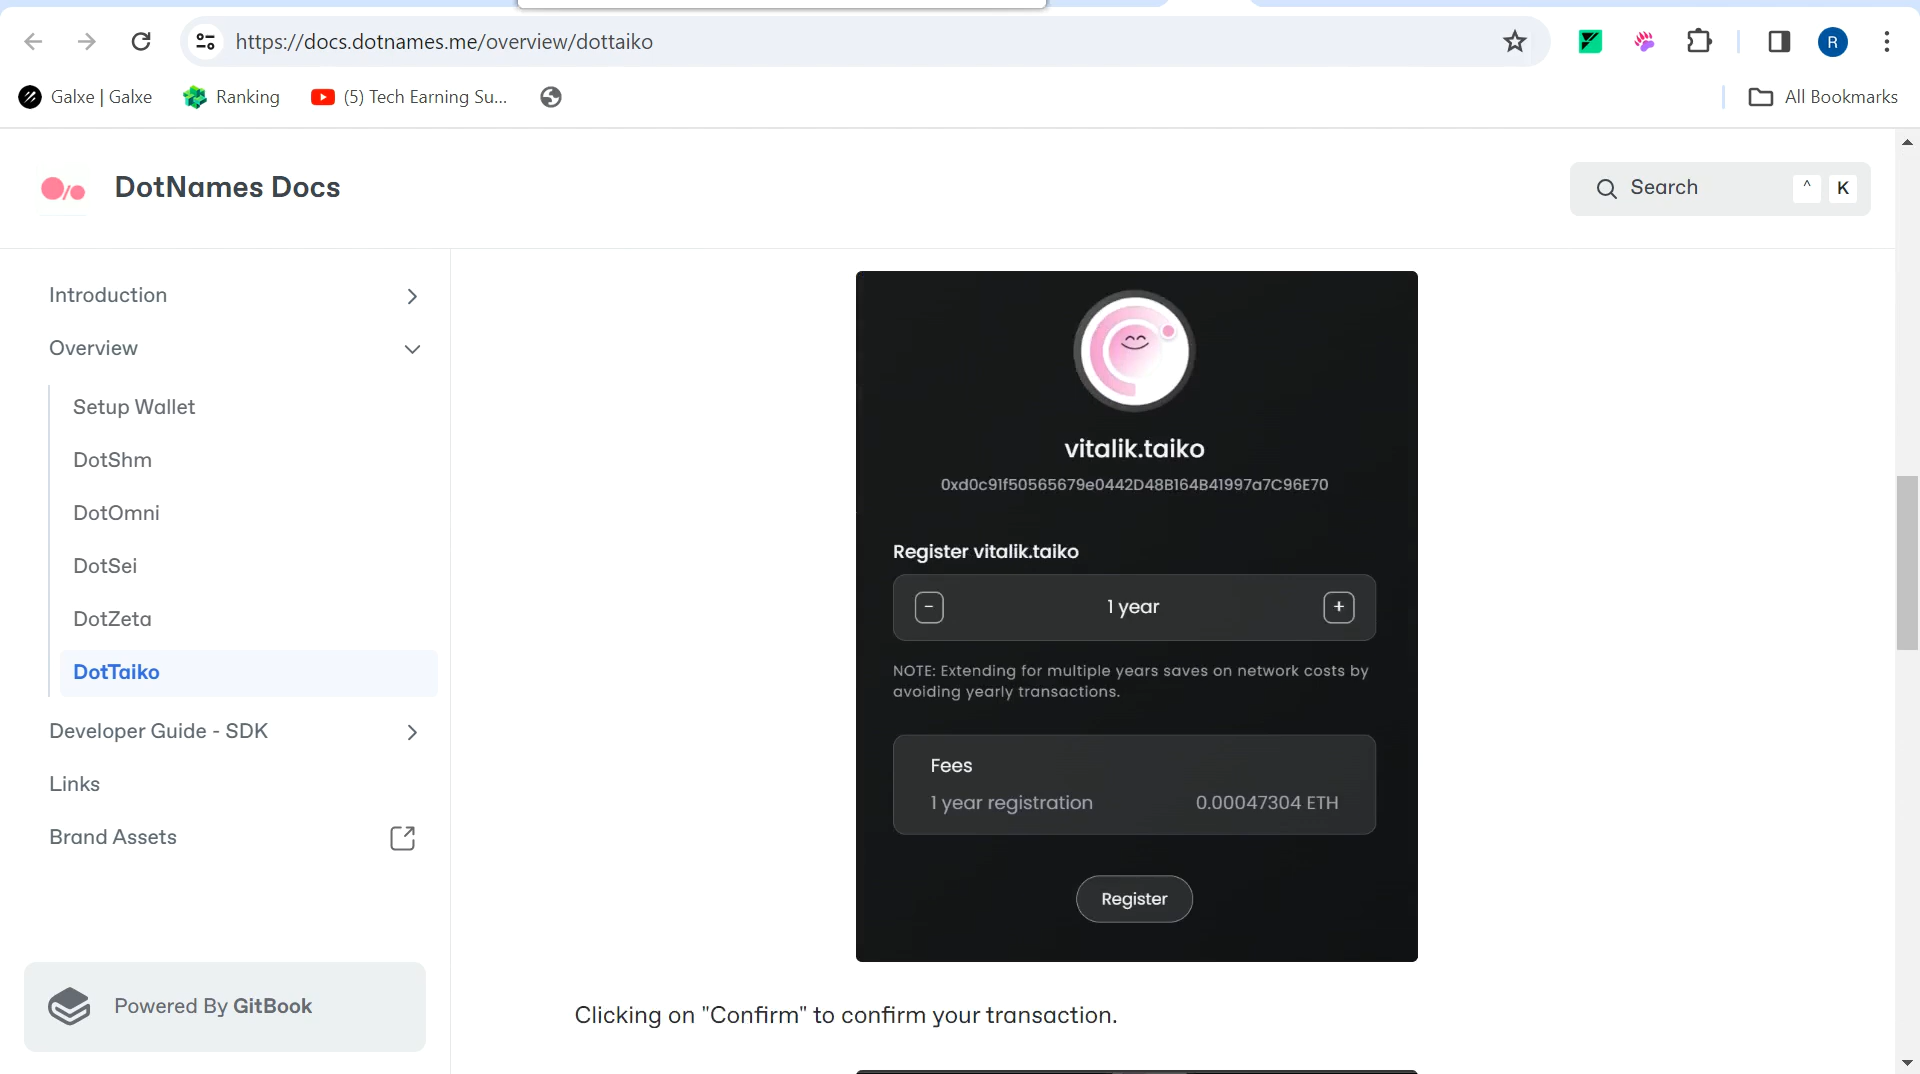 https://docs.dotnames.me/overview/dottaiko
R
Galxe | Galxe
Ranking
(5) Tech Earning Su...
All Bookmarks
DotNames Docs
Search
^ K
Introduction
Overview
Setup Wallet
DotShm
DotOmni
DotSei
DotZeta
DotTaiko
Developer Guide - SDK
Links
Brand Assets
Powered By GitBook
vitalik.taiko
0xd0c91f50565679e0442D48B164B41997a7C96E70
Register vitalik.taiko
- 1 year +
NOTE: Extending for multiple years saves on network costs by
avoiding yearly transactions.
Fees
1 year registration 0.00047304 ETH
Register
Clicking on "Confirm" to confirm your transaction.